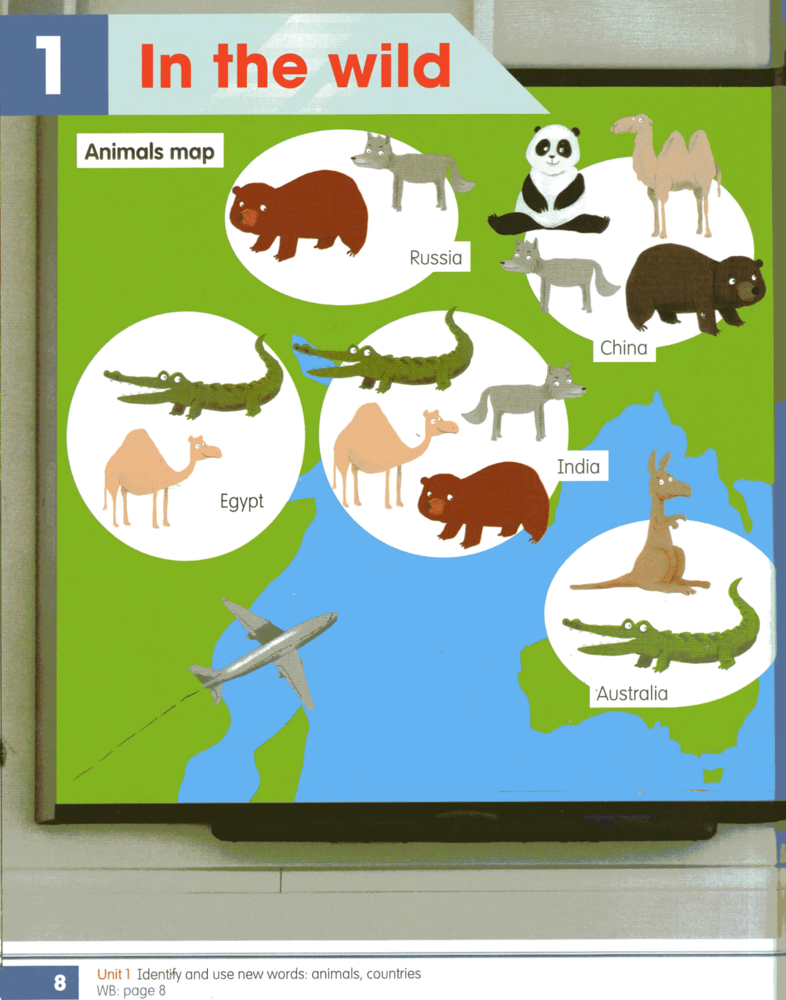 1
In the wild
Animals map
Russia
China
India
Egypt
Australia
8
Unit 1 Identify and use new words: animals, countries
WB: page 8